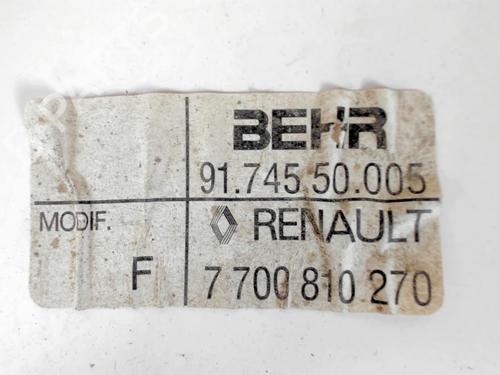 BEHR
91.745.50.005
MODIF.
RENAULT
F
7 700 810 270